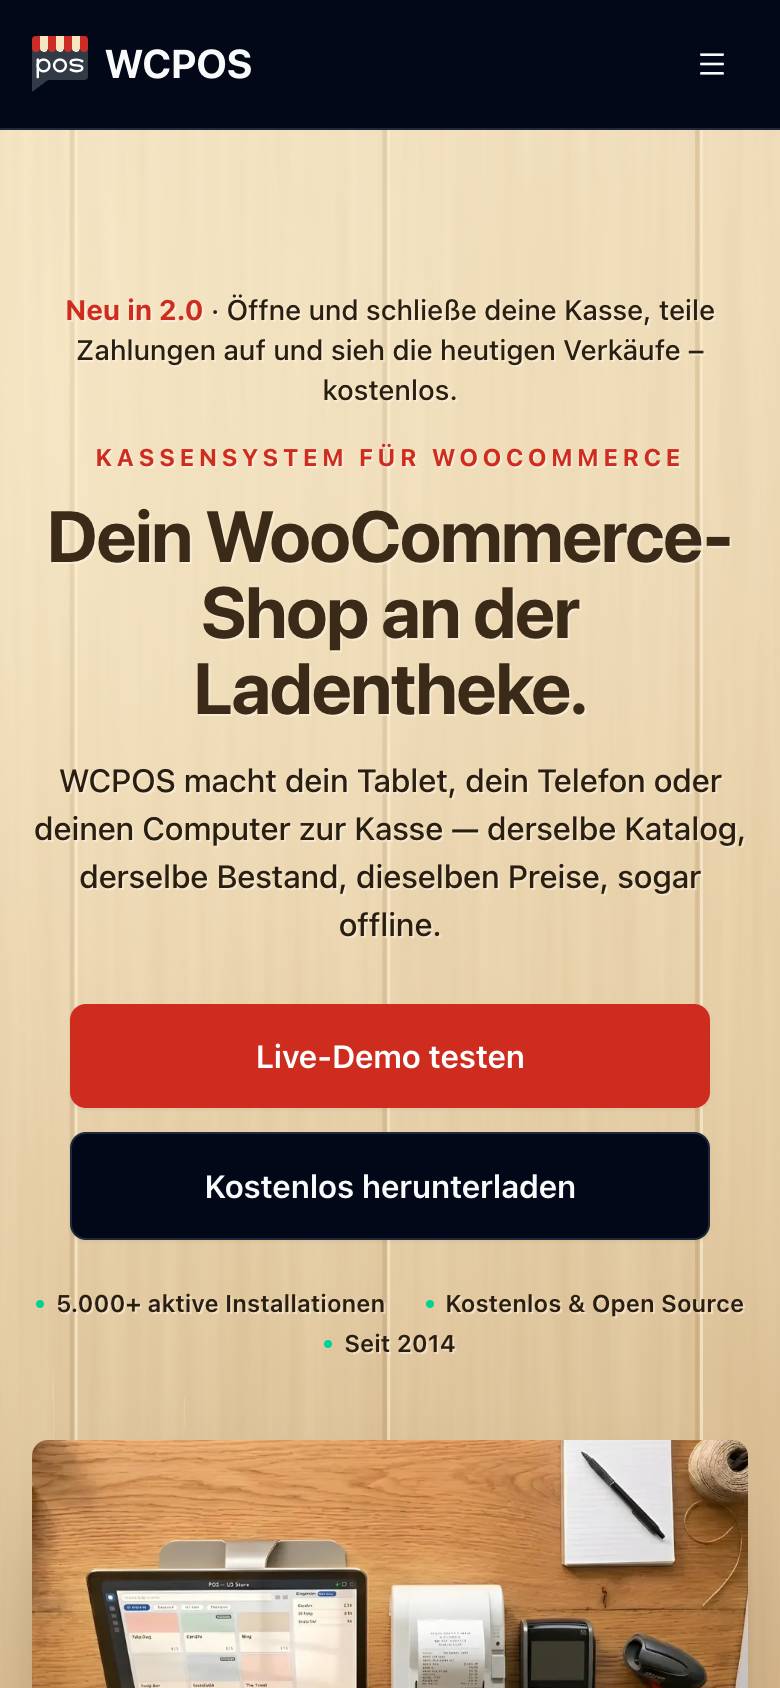 pos WCPOS
Neu in 2.0 · Öffne und schließe deine Kasse, teile
Zahlungen auf und sieh die heutigen Verkäufe –
kostenlos.
KASSENSYSTEM FÜR WOOCOMMERCE
Dein WooCommerce-
Shop an der
Ladentheke.
WCPOS macht dein Tablet, dein Telefon oder
deinen Computer zur Kasse — derselbe Katalog,
derselbe Bestand, dieselben Preise, sogar
offline.
Live-Demo testen
Kostenlos herunterladen
5.000+ aktive Installationen
Kostenlos & Open Source
Seit 2014